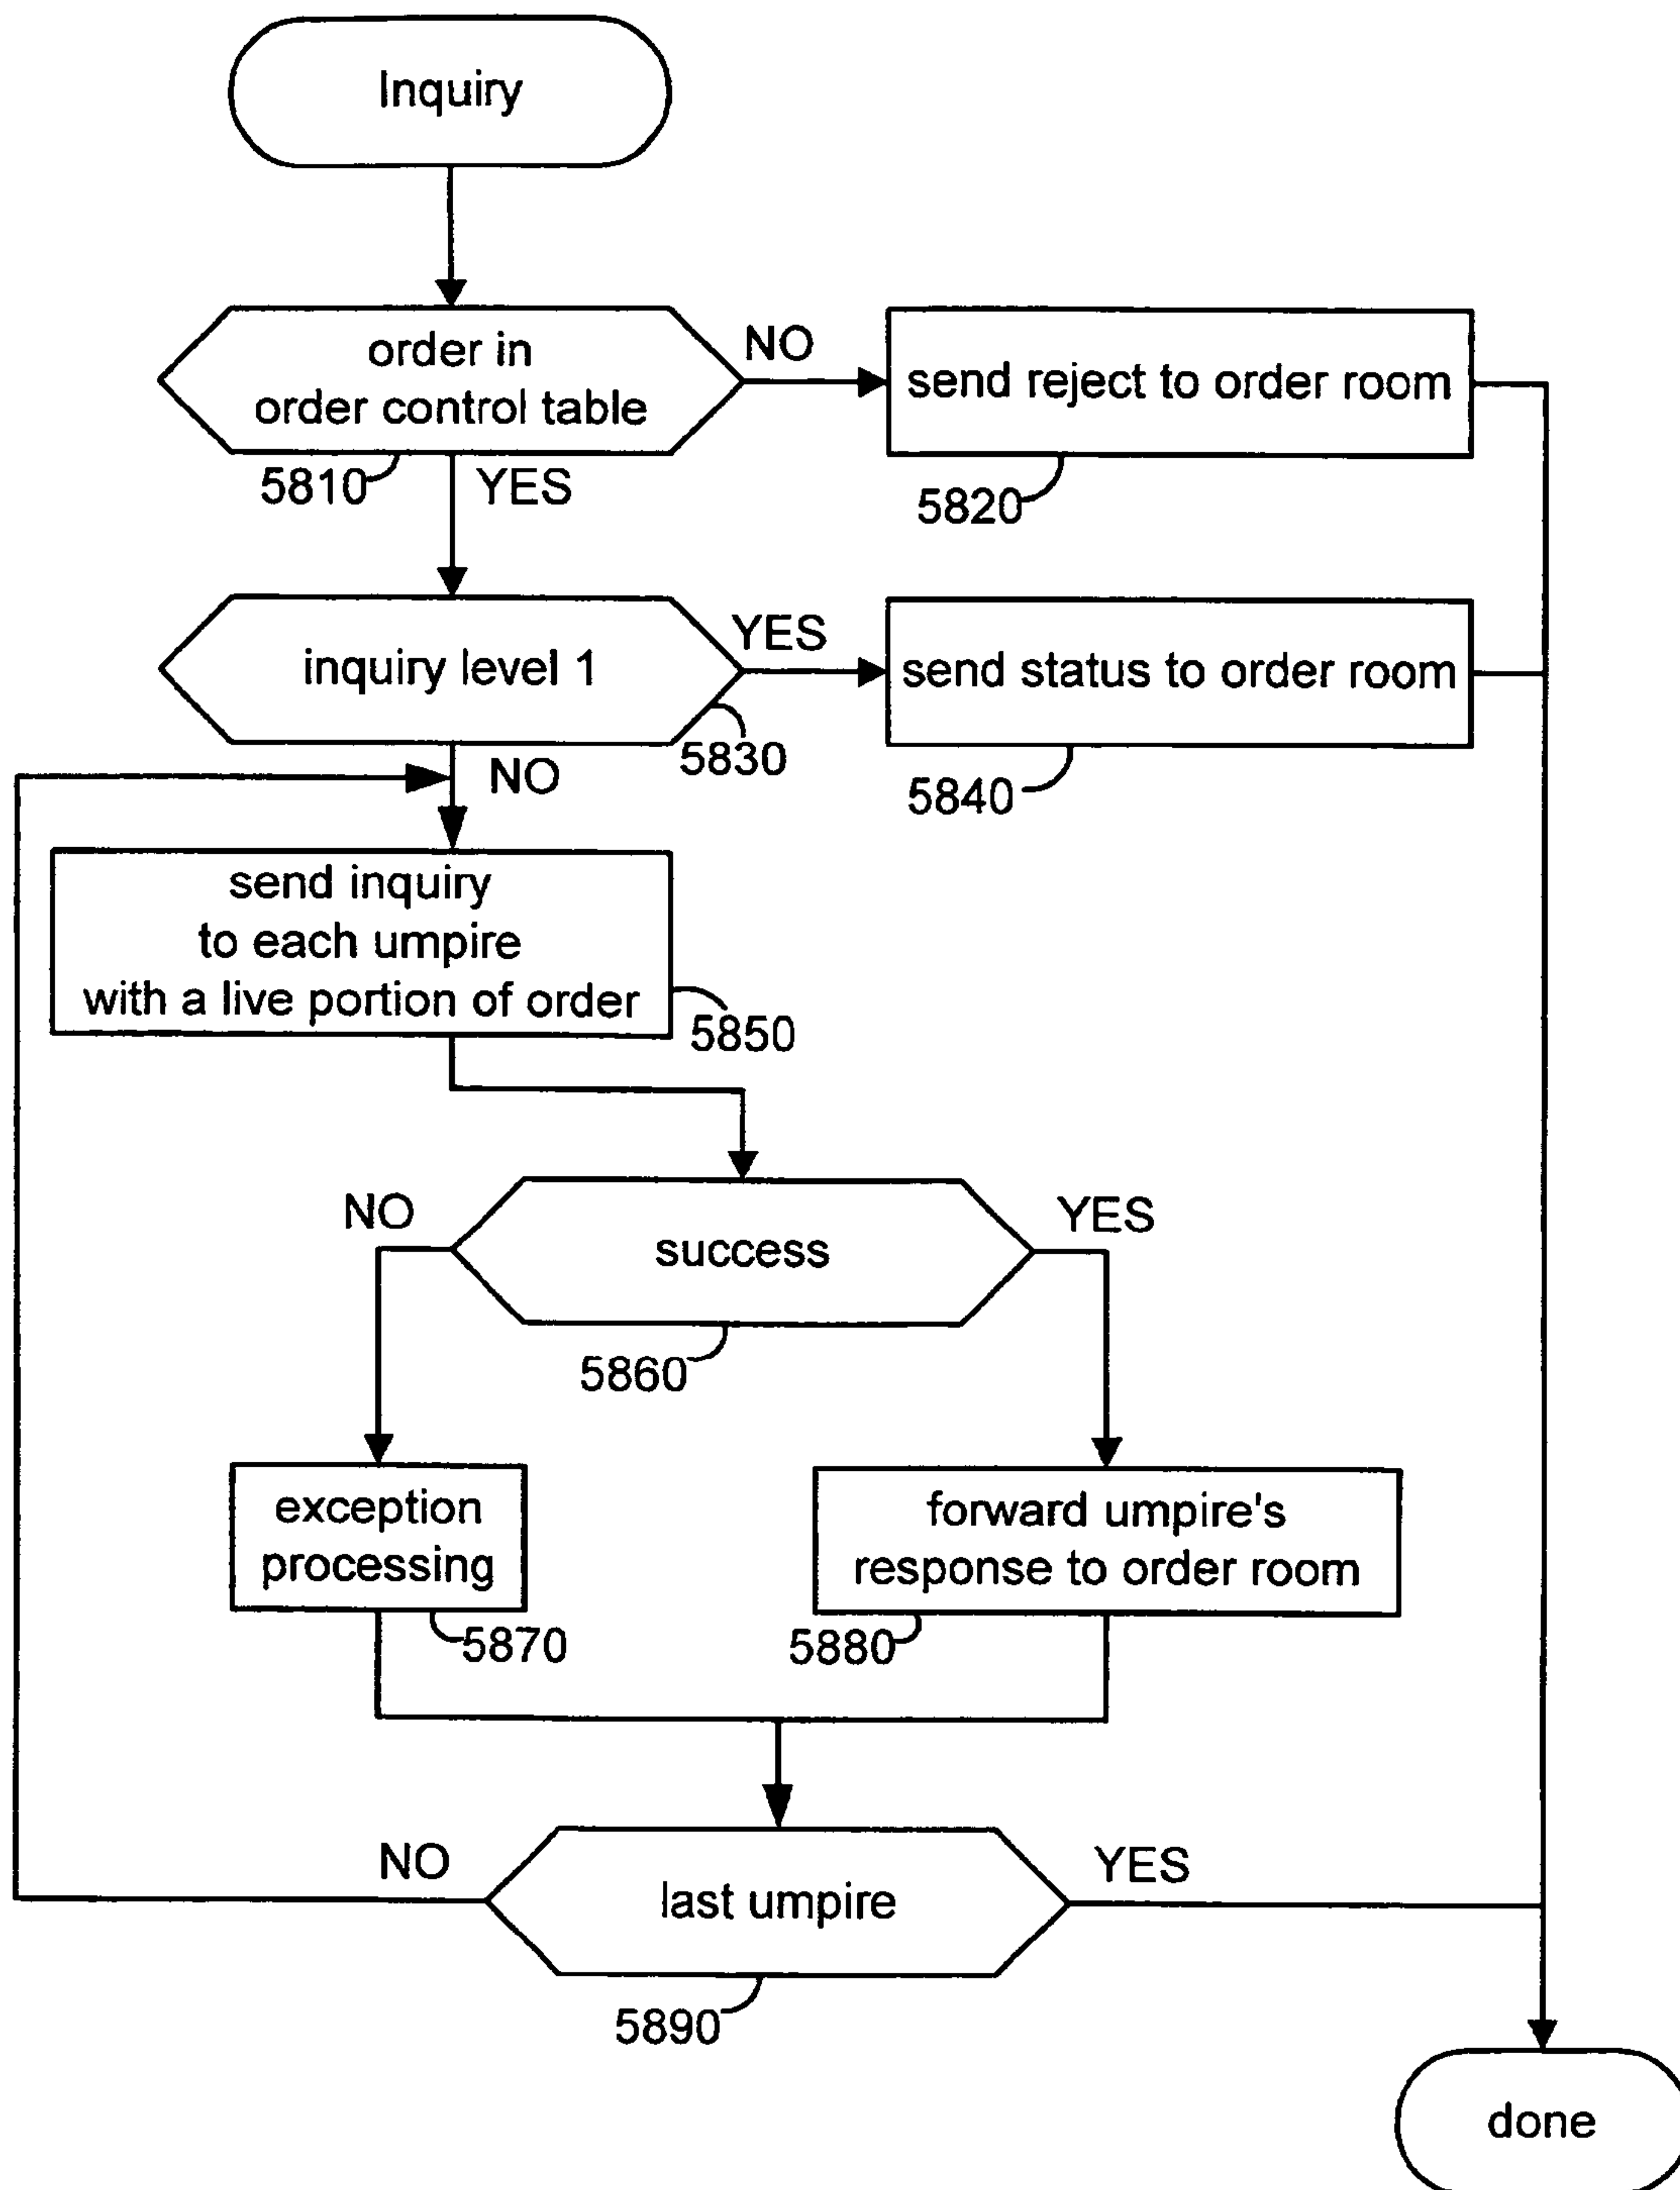 Inquiry
order in
order control table
NO
send reject to order room
5810
YES
5820
inquiry level 1
YES
send status to order room
5830
5840
NO
send inquiry
to each umpire
with a live portion of order
5850
NO
success
YES
5860
exception
processing
forward umpire's
response to order room
5870
5880
NO
last umpire
YES
5890
done